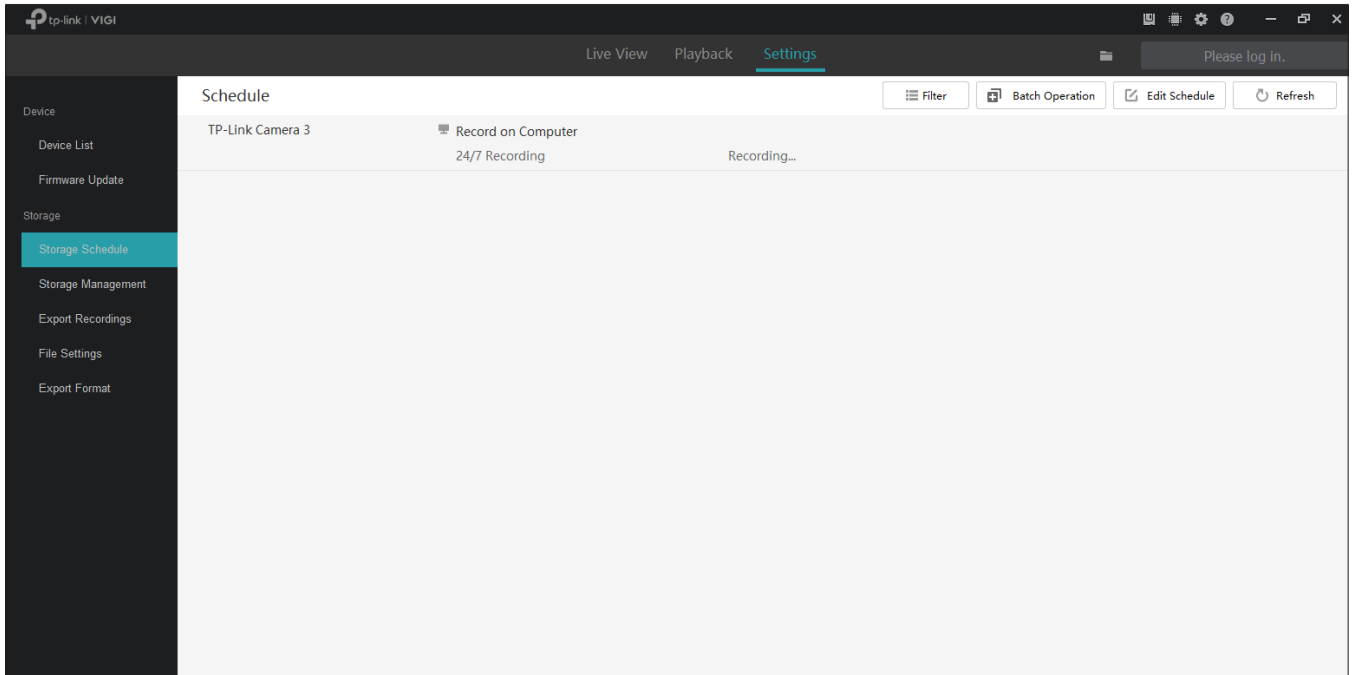 tp-link | VIGI
Live View Playback Settings Please log in.
Device
Device List
Firmware Update
Storage
Storage Schedule
Storage Management
Export Recordings
File Settings
Export Format
Schedule Filter Batch Operation Edit Schedule Refresh
TP-Link Camera 3 Record on Computer
24/7 Recording Recording...